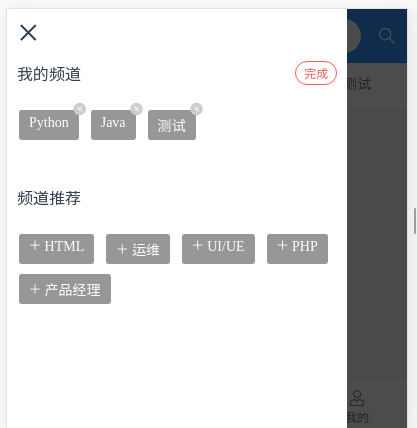 我的频道 完成
Python Java 测试
频道推荐
+ HTML + 运维 + UI/UE + PHP
+ 产品经理
测试
我的